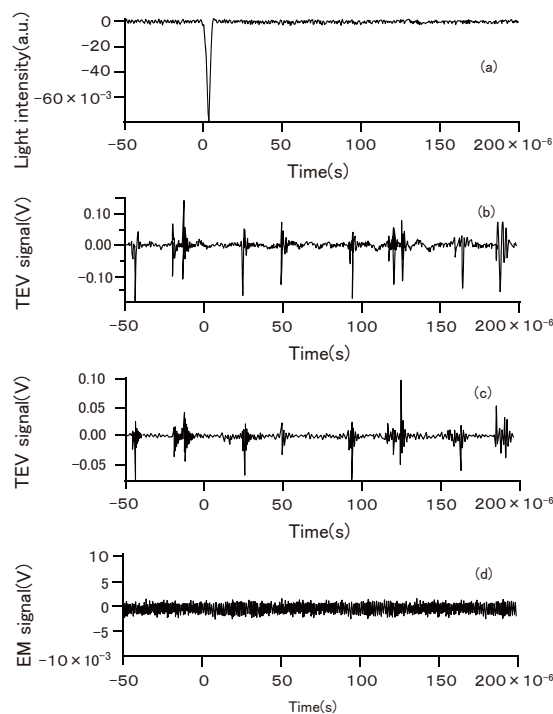 Light intensity(a.u.)
0
−20
−40
−60×10⁻³
(a)
−50 0 50 100 150 200×10⁻⁶
Time(s)
TEV signal(V)
0.10
0.00
−0.10
(b)
−50 0 50 100 150 200×10⁻⁶
Time(s)
TEV signal(V)
0.10
0.05
0.00
−0.05
(c)
−50 0 50 100 150 200×10⁻⁶
Time(s)
EM signal(V)
10
5
0
−5
−10×10⁻³
(d)
−50 0 50 100 150 200×10⁻⁶
Time(s)